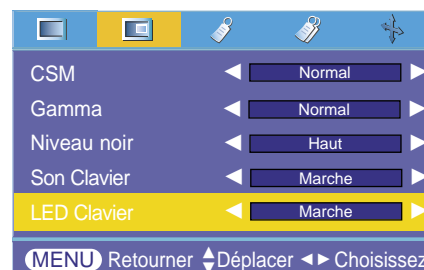 CSM Normal
Gamma Normal
Niveau noir Haut
Son Clavier Marche
LED Clavier Marche
MENU Retourner Déplacer Choisissez